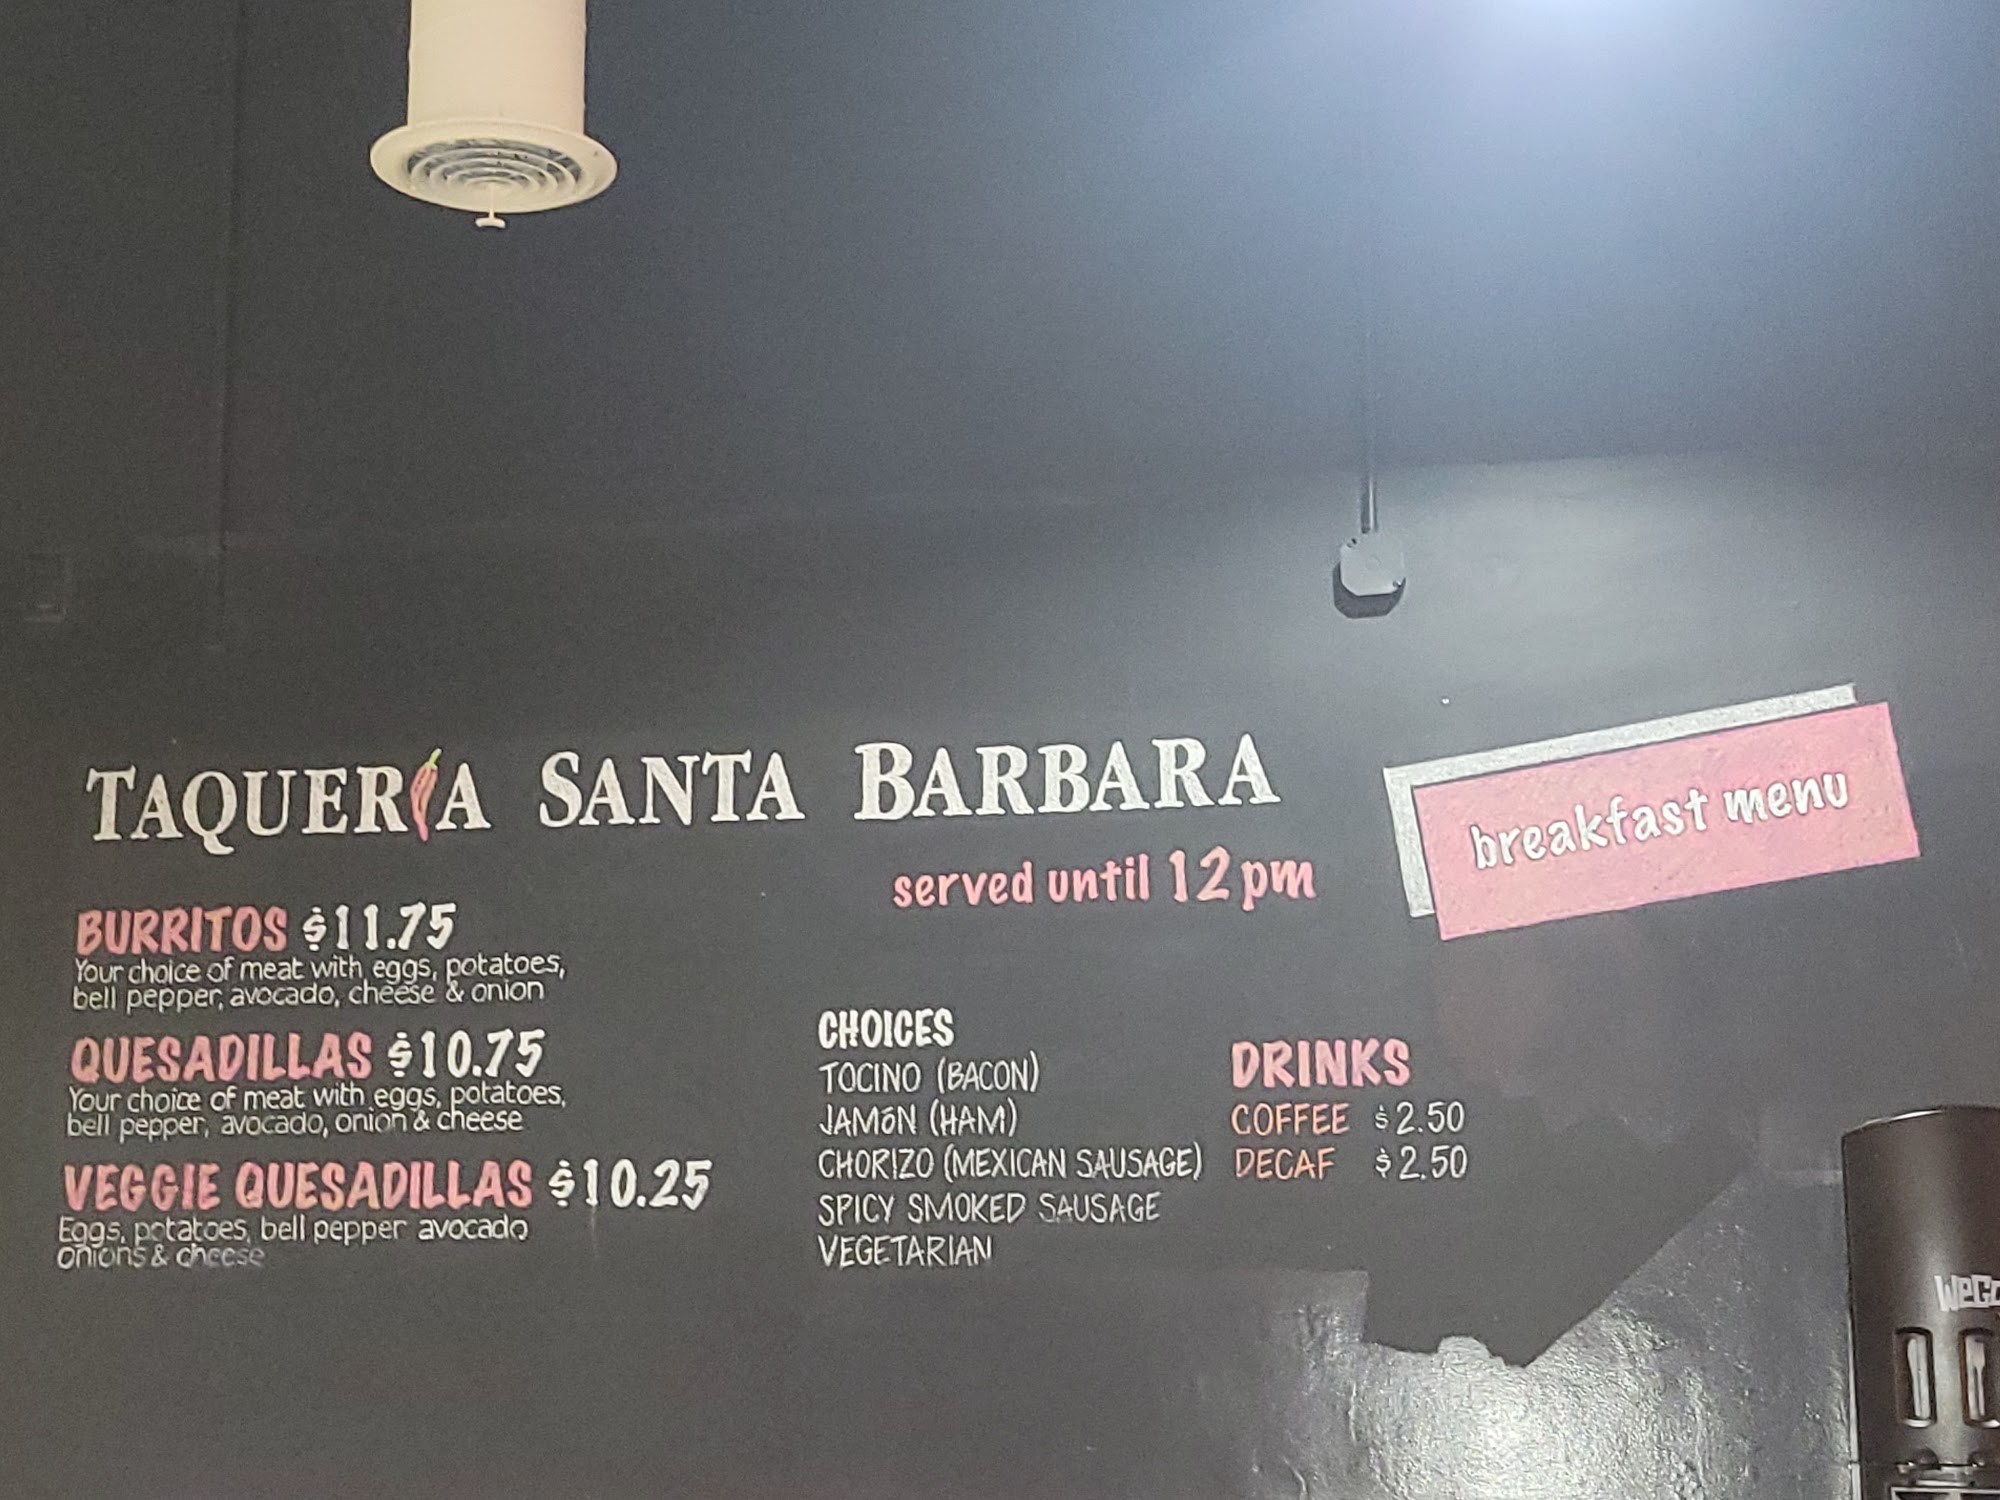 TAQUERIA SANTA BARBARA
breakfast menu
served until 12pm
BURRITOS $11.75
Your choice of meat with eggs, potatoes,
bell pepper, avocado, cheese & onion
QUESADILLAS $10.75
Your choice of meat with eggs, potatoes,
bell pepper, avocado, onion & cheese
VEGGIE QUESADILLAS $10.25
Eggs, potatoes, bell pepper avocado
onions & cheese
CHOICES
TOCINO (BACON)
JAMóN (HAM)
CHORIZO (MEXICAN SAUSAGE)
SPICY SMOKED SAUSAGE
VEGETARIAN
DRINKS
COFFEE $2.50
DECAF $2.50